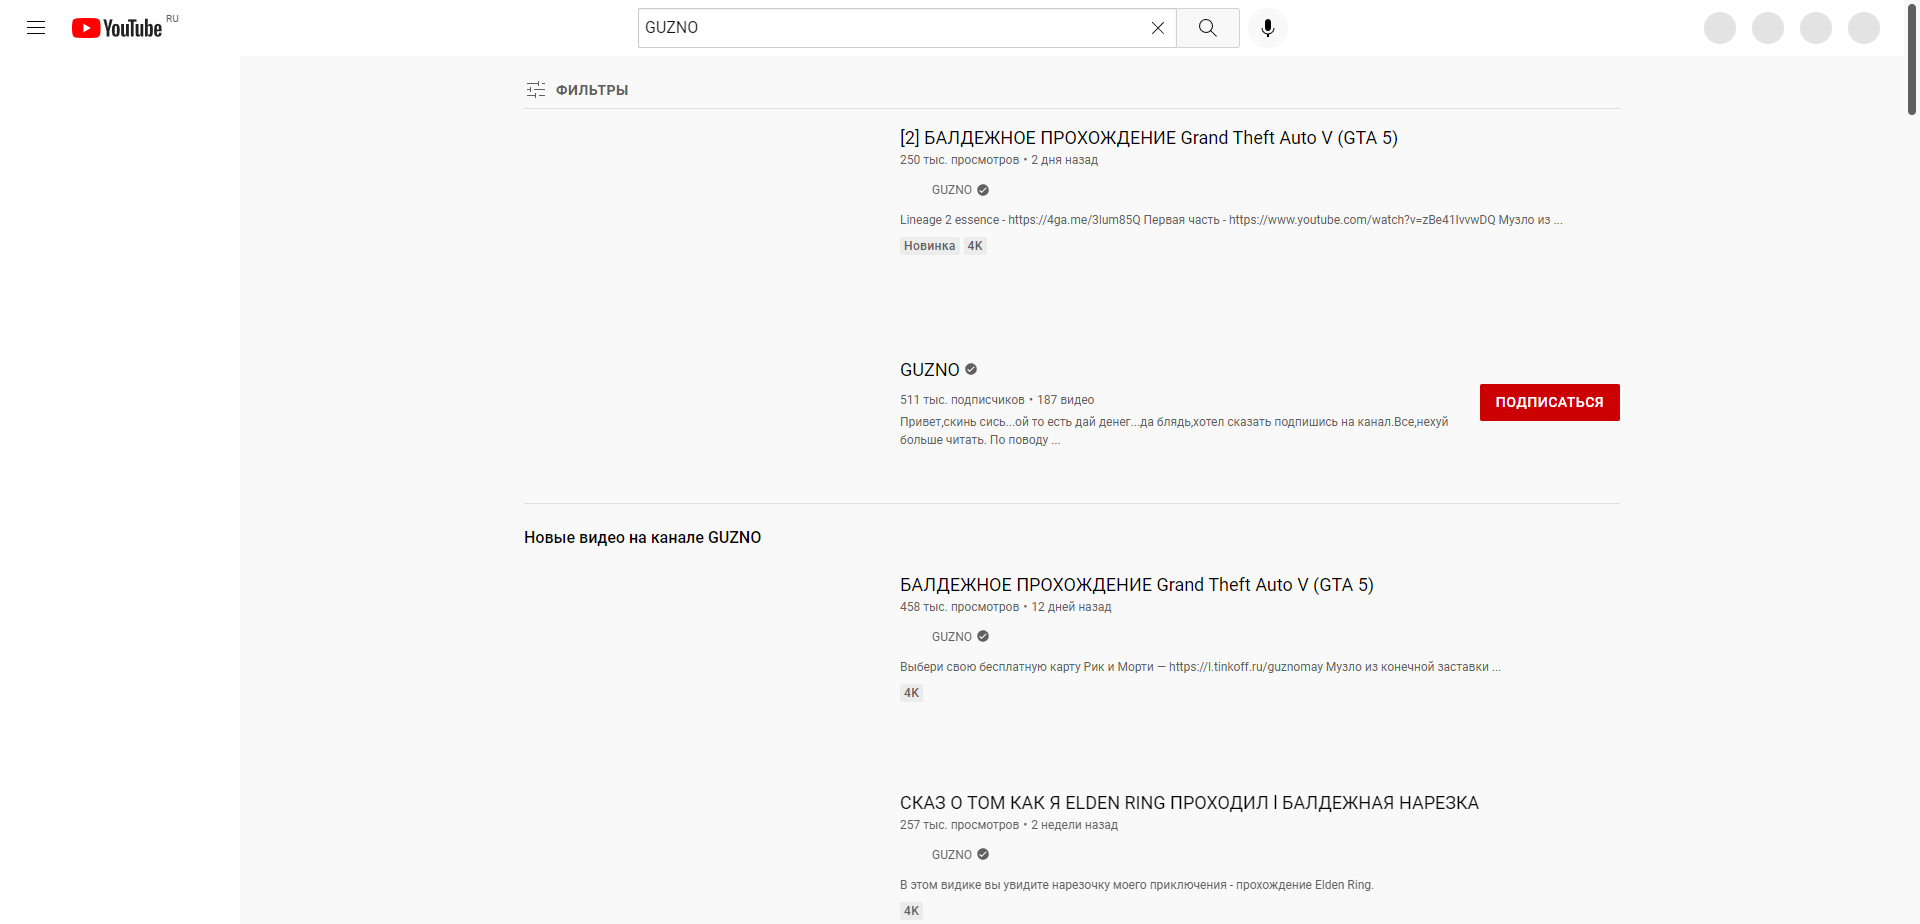 YouTube RU
GUZNO
ФИЛЬТРЫ
[2] БАЛДЕЖНОЕ ПРОХОЖДЕНИЕ Grand Theft Auto V (GTA 5)
250 тыс. просмотров • 2 дня назад
GUZNO
Lineage 2 essence - https://4ga.me/3lum85Q Первая часть - https://www.youtube.com/watch?v=zBe41IvvwDQ Музло из ...
Новинка 4K
GUZNO
511 тыс. подписчиков • 187 видео
Привет,скинь сись...ой то есть дай денег...да блядь,хотел сказать подпишись на канал.Все,нехуй
больше читать. По поводу ...
ПОДПИСАТЬСЯ
Новые видео на канале GUZNO
БАЛДЕЖНОЕ ПРОХОЖДЕНИЕ Grand Theft Auto V (GTA 5)
458 тыс. просмотров • 12 дней назад
GUZNO
Выбери свою бесплатную карту Рик и Морти — https://l.tinkoff.ru/guznomay Музло из конечной заставки ...
4K
СКАЗ О ТОМ КАК Я ELDEN RING ПРОХОДИЛ l БАЛДЕЖНАЯ НАРЕЗКА
257 тыс. просмотров • 2 недели назад
GUZNO
В этом видике вы увидите нарезочку моего приключения - прохождение Elden Ring.
4K